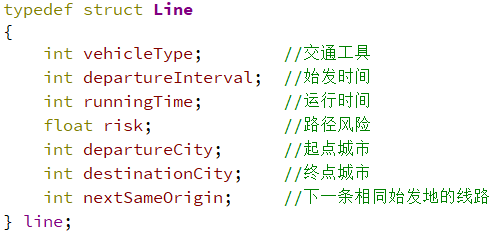 typedef struct Line
{
    int vehicleType;        //交通工具
    int departureInterval;  //始发时间
    int runningTime;        //运行时间
    float risk;             //路径风险
    int departureCity;      //起点城市
    int destinationCity;    //终点城市
    int nextSameOrigin;     //下一条相同始发地的线路
} line;